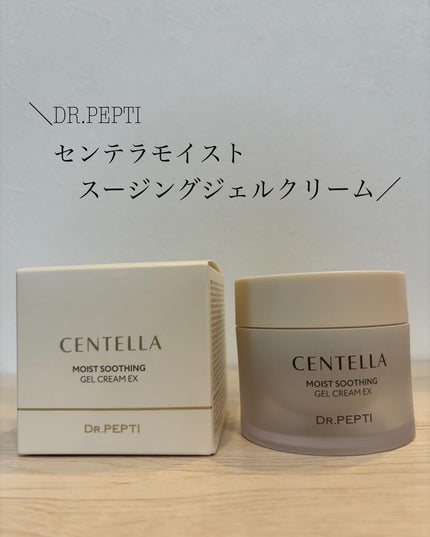 ＼DR.PEPTI
センテラモイスト
スージングジェルクリーム／
CENTELLA
MOIST SOOTHING
GEL CREAM EX
DR.PEPTI
CENTELLA
MOIST SOOTHING
GEL CREAM EX
DR.PEPTI